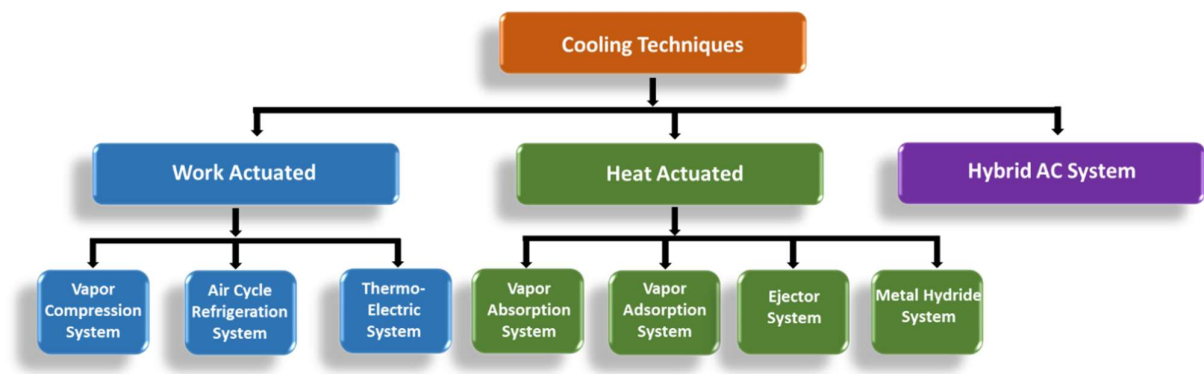 Cooling Techniques
Work Actuated
Heat Actuated
Hybrid AC System
Vapor
Compression
System
Air Cycle
Refrigeration
System
Thermo-
Electric
System
Vapor
Absorption
System
Vapor
Adsorption
System
Ejector
System
Metal Hydride
System